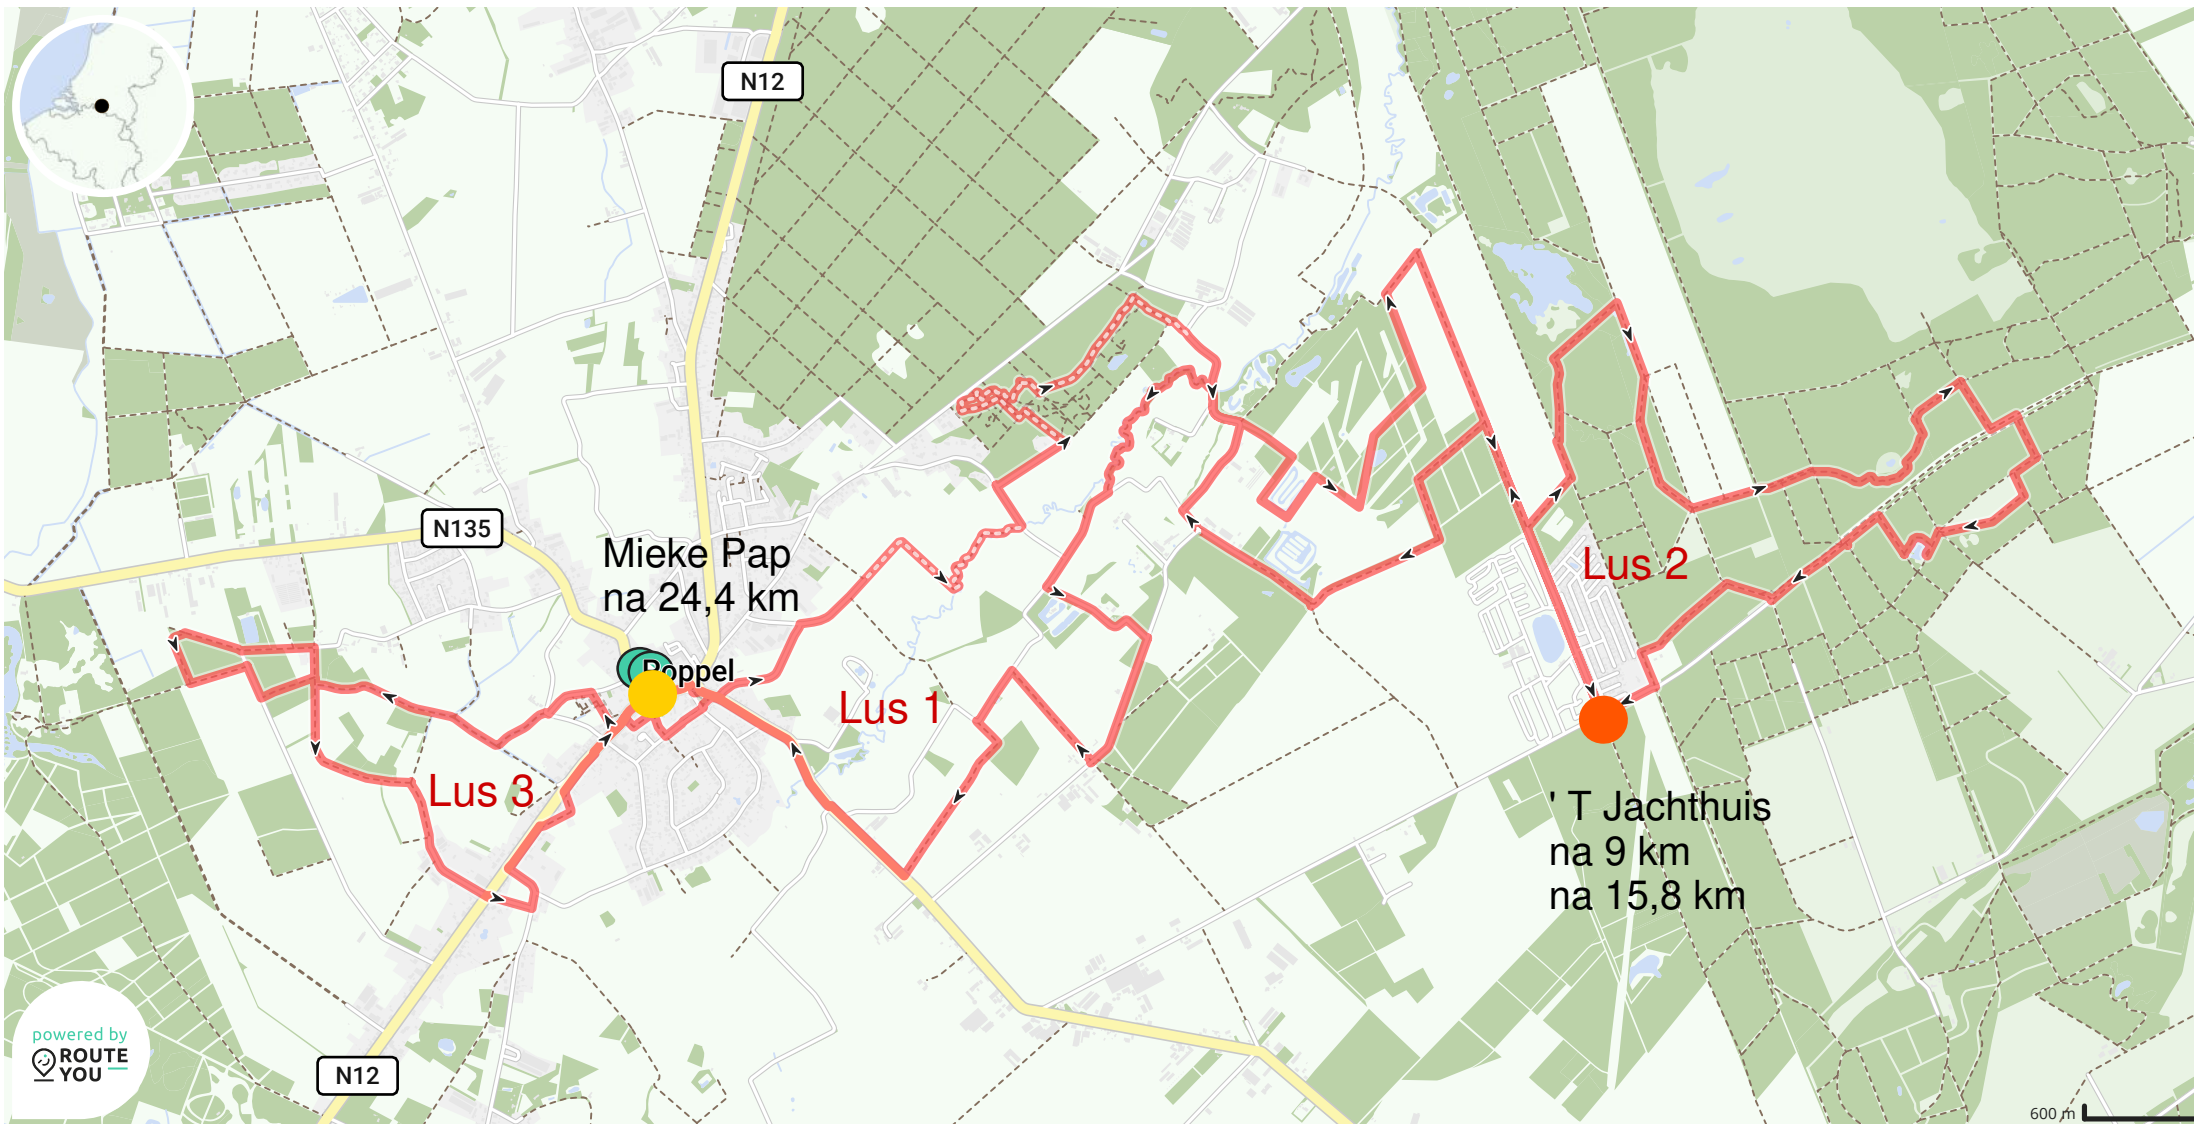 N12
N135
Mieke Pap
na 24,4 km
Poppel
Lus 1
Lus 2
Lus 3
' T Jachthuis
na 9 km
na 15,8 km
powered by
ROUTE
YOU
N12
600 m